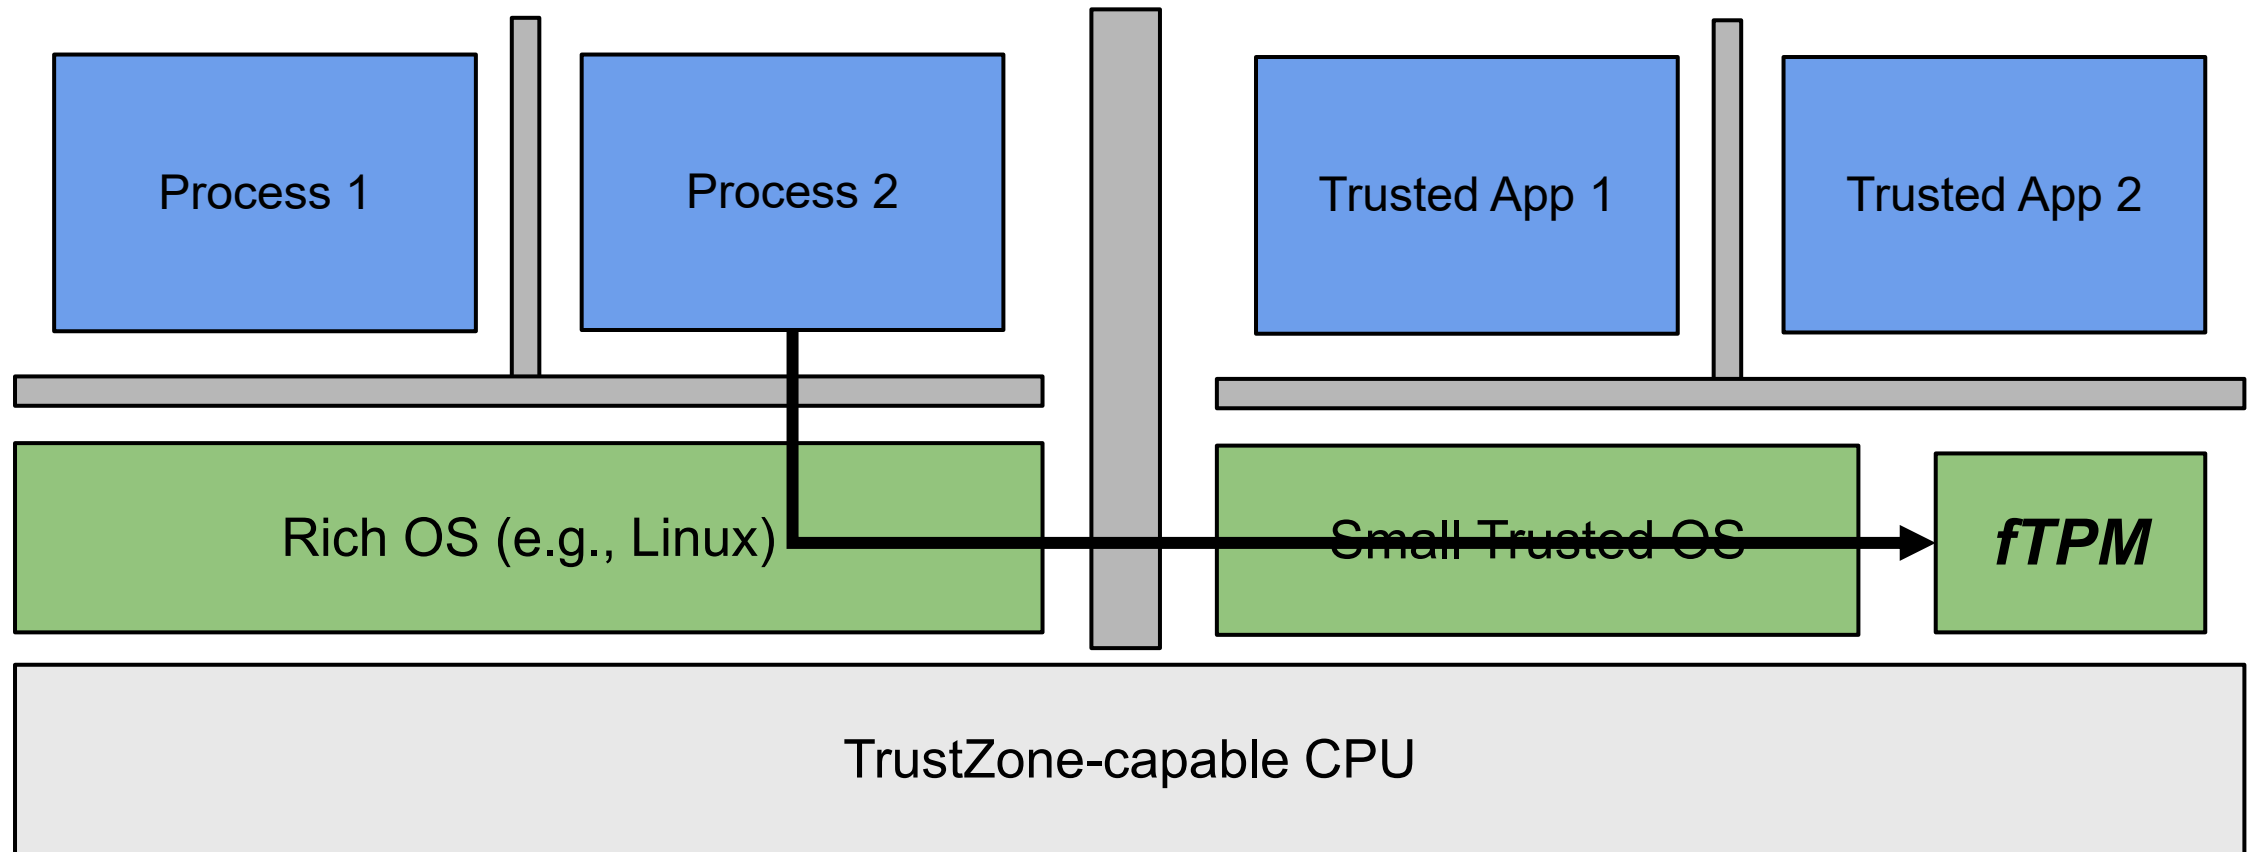 Process 1
Process 2
Trusted App 1
Trusted App 2
Rich OS (e.g., Linux)
Small Trusted OS
fTPM
TrustZone-capable CPU